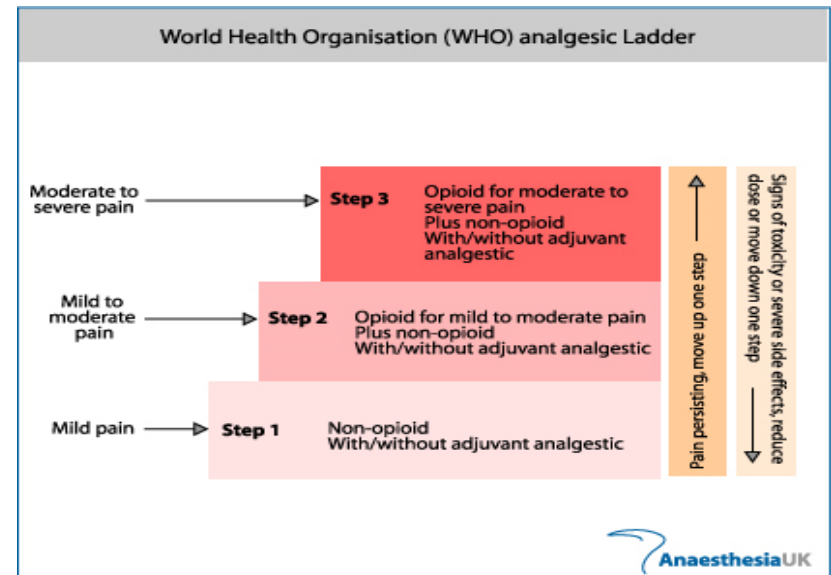 World Health Organisation (WHO) analgesic Ladder
Moderate to
severe pain
Step 3
Opioid for moderate to
severe pain
Plus non-opioid
With/without adjuvant
analgestic
Mild to
moderate
pain
Step 2
Opioid for mild to moderate pain
Plus non-opioid
With/without adjuvant analgestic
Mild pain
Step 1
Non-opioid
With/without adjuvant analgestic
Pain persisting, move up one step
Signs of toxicity or severe side effects, reduce
dose or move down one step
AnaesthesiaUK